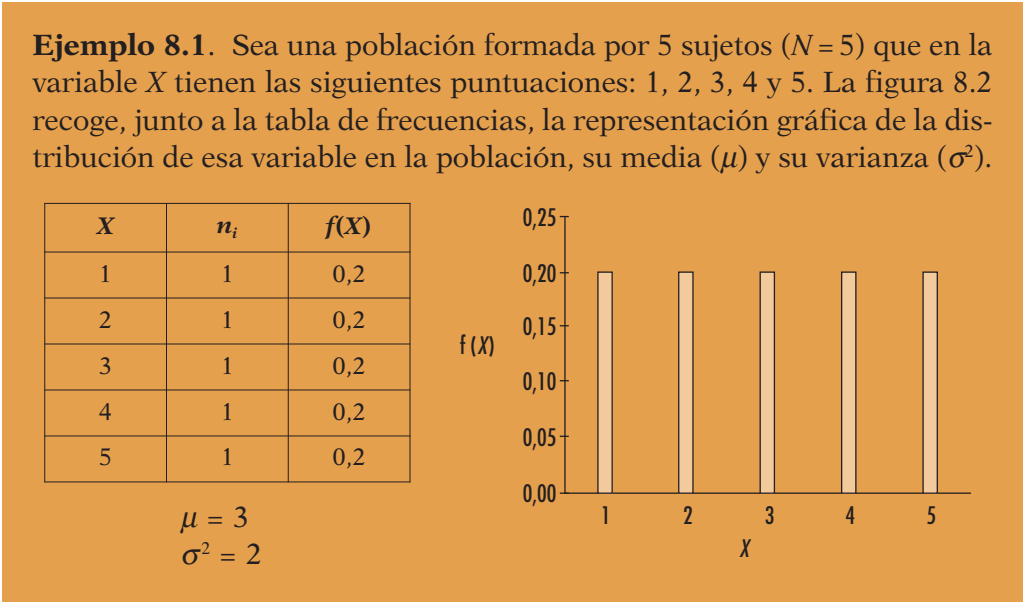 Ejemplo 8.1. Sea una población formada por 5 sujetos (N = 5) que en la
variable X tienen las siguientes puntuaciones: 1, 2, 3, 4 y 5. La figura 8.2
recoge, junto a la tabla de frecuencias, la representación gráfica de la dis-
tribución de esa variable en la población, su media (μ) y su varianza (σ²).
X nᵢ f(X)
1 1 0,2
2 1 0,2
3 1 0,2
4 1 0,2
5 1 0,2
μ = 3
σ² = 2
0,25
0,20
0,15
f (X)
0,10
0,05
0,00
1 2 3 4 5
X